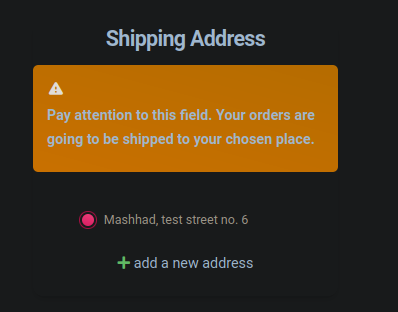 Shipping Address
Pay attention to this field. Your orders are
going to be shipped to your chosen place.
Mashhad, test street no. 6
add a new address